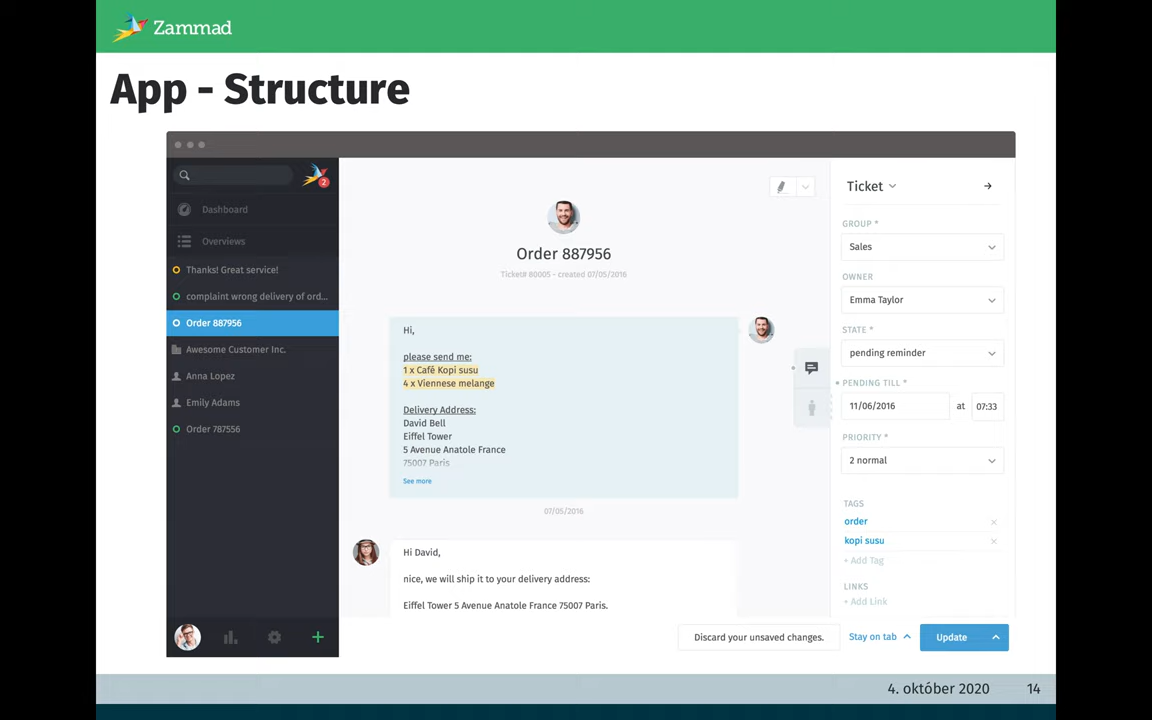 Zammad
App - Structure
2
Dashboard
Overviews
Thanks! Great service!
complaint wrong delivery of ord...
Order 887956
Awesome Customer Inc.
Anna Lopez
Emily Adams
Order 787556
Order 887956
Ticket# 80005 - created 07/05/2016
Hi,
please send me:
1 x Café Kopi susu
4 x Viennese melange
Delivery Address:
David Bell
Eiffel Tower
5 Avenue Anatole France
75007 Paris
See more
07/05/2016
Hi David,
nice, we will ship it to your delivery address:
Eiffel Tower 5 Avenue Anatole France 75007 Paris.
Ticket
GROUP *
Sales
OWNER
Emma Taylor
STATE *
pending reminder
PENDING TILL *
11/06/2016 at 07:33
PRIORITY *
2 normal
TAGS
order
kopi susu
+ Add Tag
LINKS
+ Add Link
Discard your unsaved changes.
Stay on tab
Update
4. október 2020
14